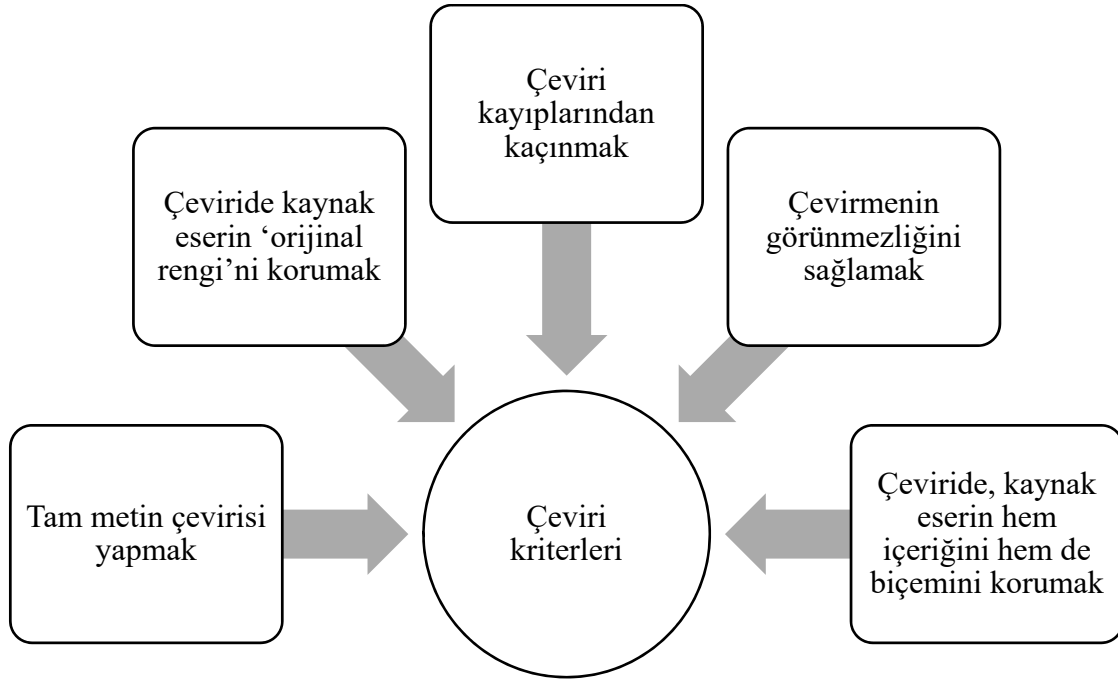 Çeviri
kayıplarından
kaçınmak
Çeviride kaynak
eserin ‘orijinal
rengi’ni korumak
Çevirmenin
görünmezliğini
sağlamak
Tam metin çevirisi
yapmak
Çeviri
kriterleri
Çeviride, kaynak
eserin hem
içeriğini hem de
biçemini korumak